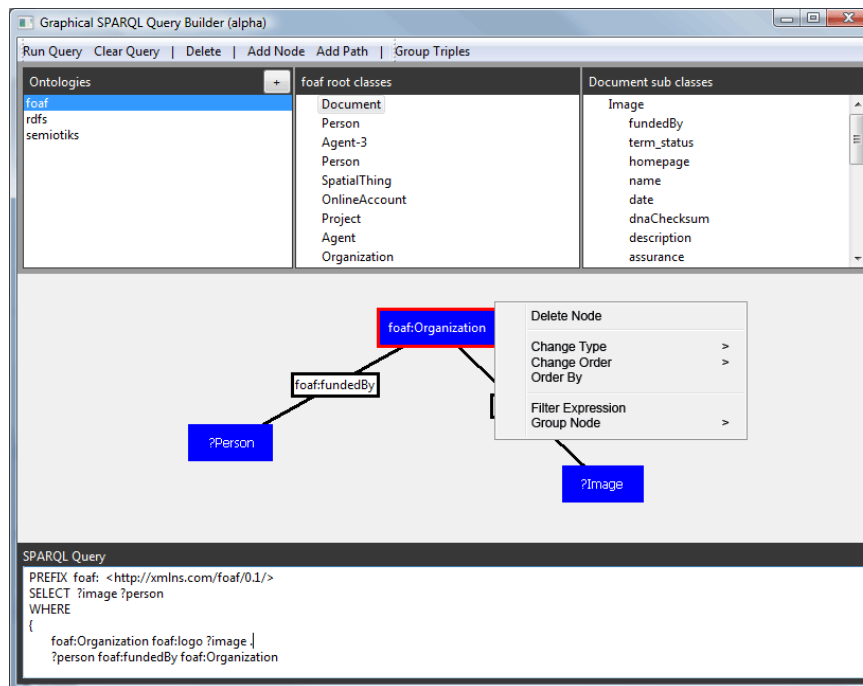 Graphical SPARQL Query Builder (alpha)
Run Query Clear Query | Delete | Add Node Add Path | Group Triples
Ontologies +
foaf
rdfs
semiotiks
foaf root classes
Document
Person
Agent-3
Person
SpatialThing
OnlineAccount
Project
Agent
Organization
Document sub classes
Image
fundedBy
term_status
homepage
name
date
dnaChecksum
description
assurance
foaf:Organization
foaf:fundedBy
?Person
?Image
Delete Node
Change Type >
Change Order >
Order By
Filter Expression
Group Node >
SPARQL Query
PREFIX foaf: <http://xmlns.com/foaf/0.1/>
SELECT ?image ?person
WHERE
{
foaf:Organization foaf:logo ?image .
?person foaf:fundedBy foaf:Organization